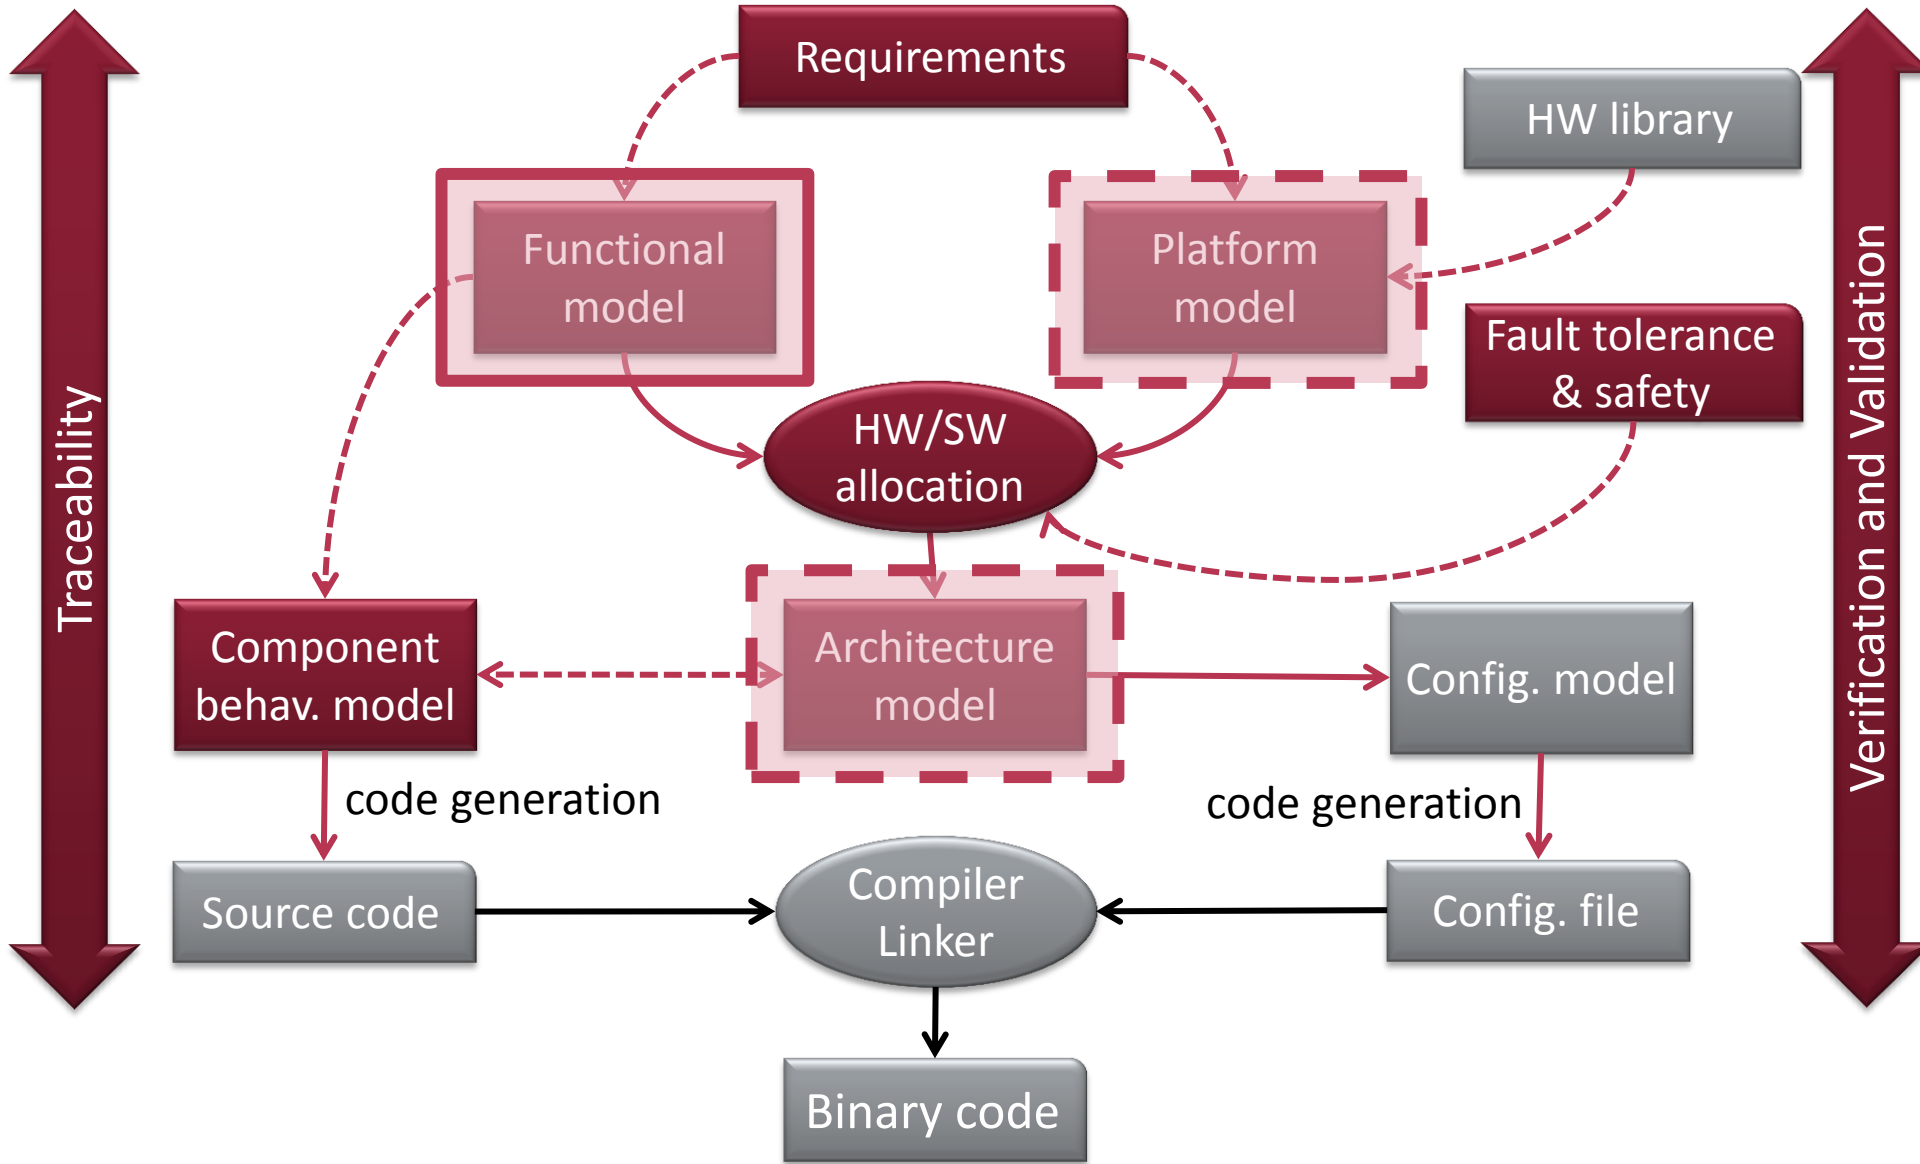 Requirements
HW library
Functional
model
Platform
model
Fault tolerance
& safety
HW/SW
allocation
Traceability
Verification and Validation
Component
behav. model
Architecture
model
Config. model
code generation
code generation
Source code
Compiler
Linker
Config. file
Binary code